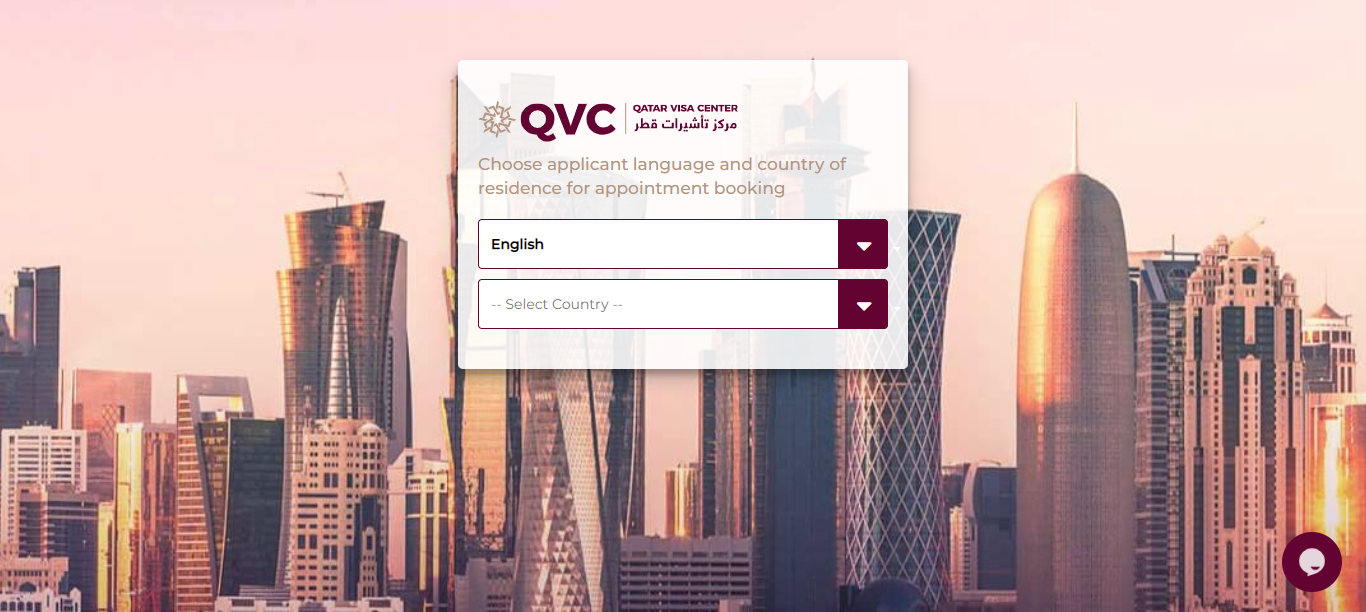 QVC
QATAR VISA CENTER
مركز تأشيرات قطر
Choose applicant language and country of
residence for appointment booking
English
-- Select Country --